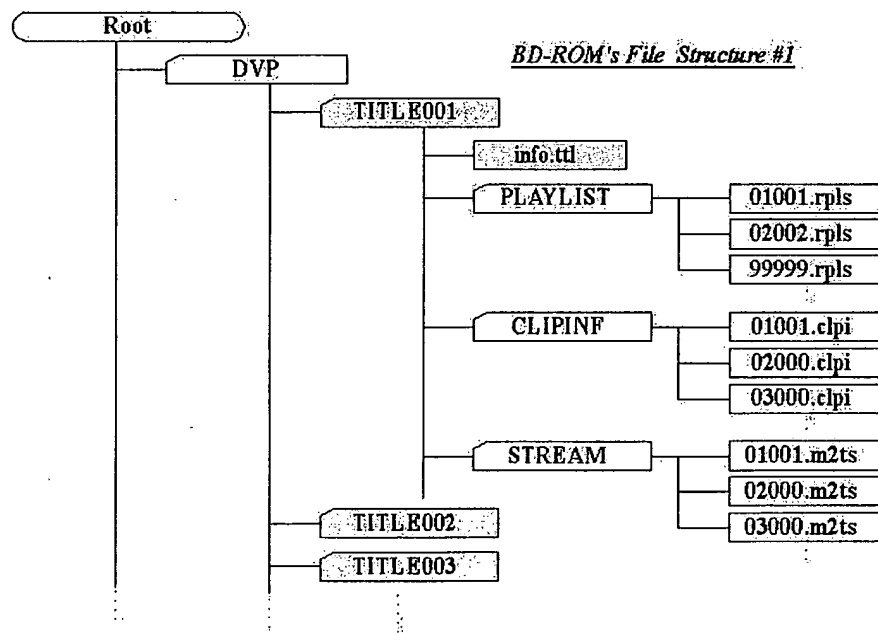 Root
BD-ROM's File Structure #1
DVP
TITLE001
info.ttl
PLAYLIST
01001.rpls
02002.rpls
99999.rpls
CLIPINF
01001.clpi
02000.clpi
03000.clpi
STREAM
01001.m2ts
02000.m2ts
03000.m2ts
TITLE002
TITLE003